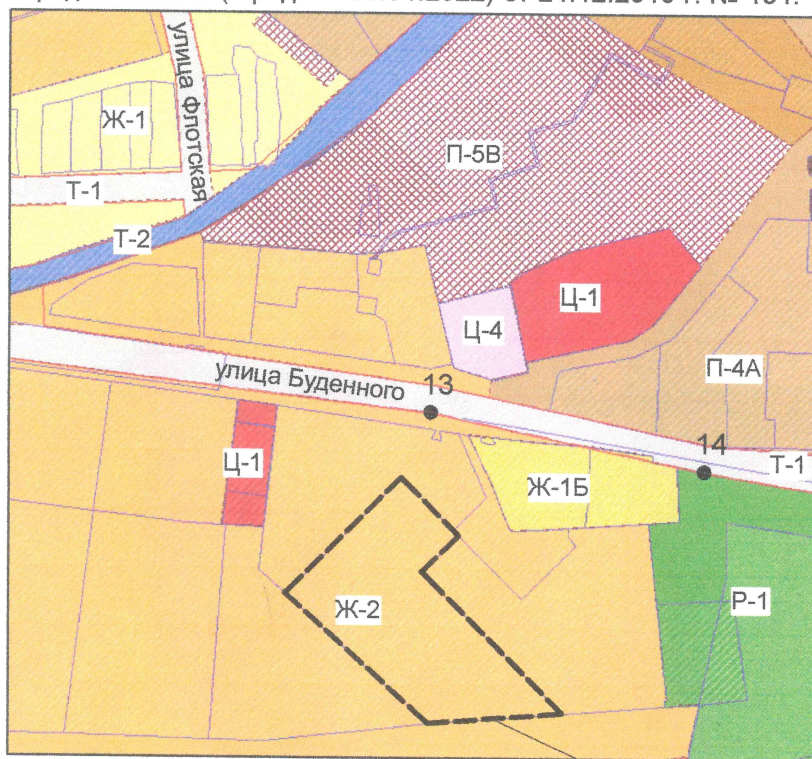 улица Флотская
Ж-1
П-5В
Т-1
Т-2
Ц-1
Ц-4
П-4А
улица Буденного
13
14
Ц-1
Т-1
Ж-1Б
Ж-2
Р-1